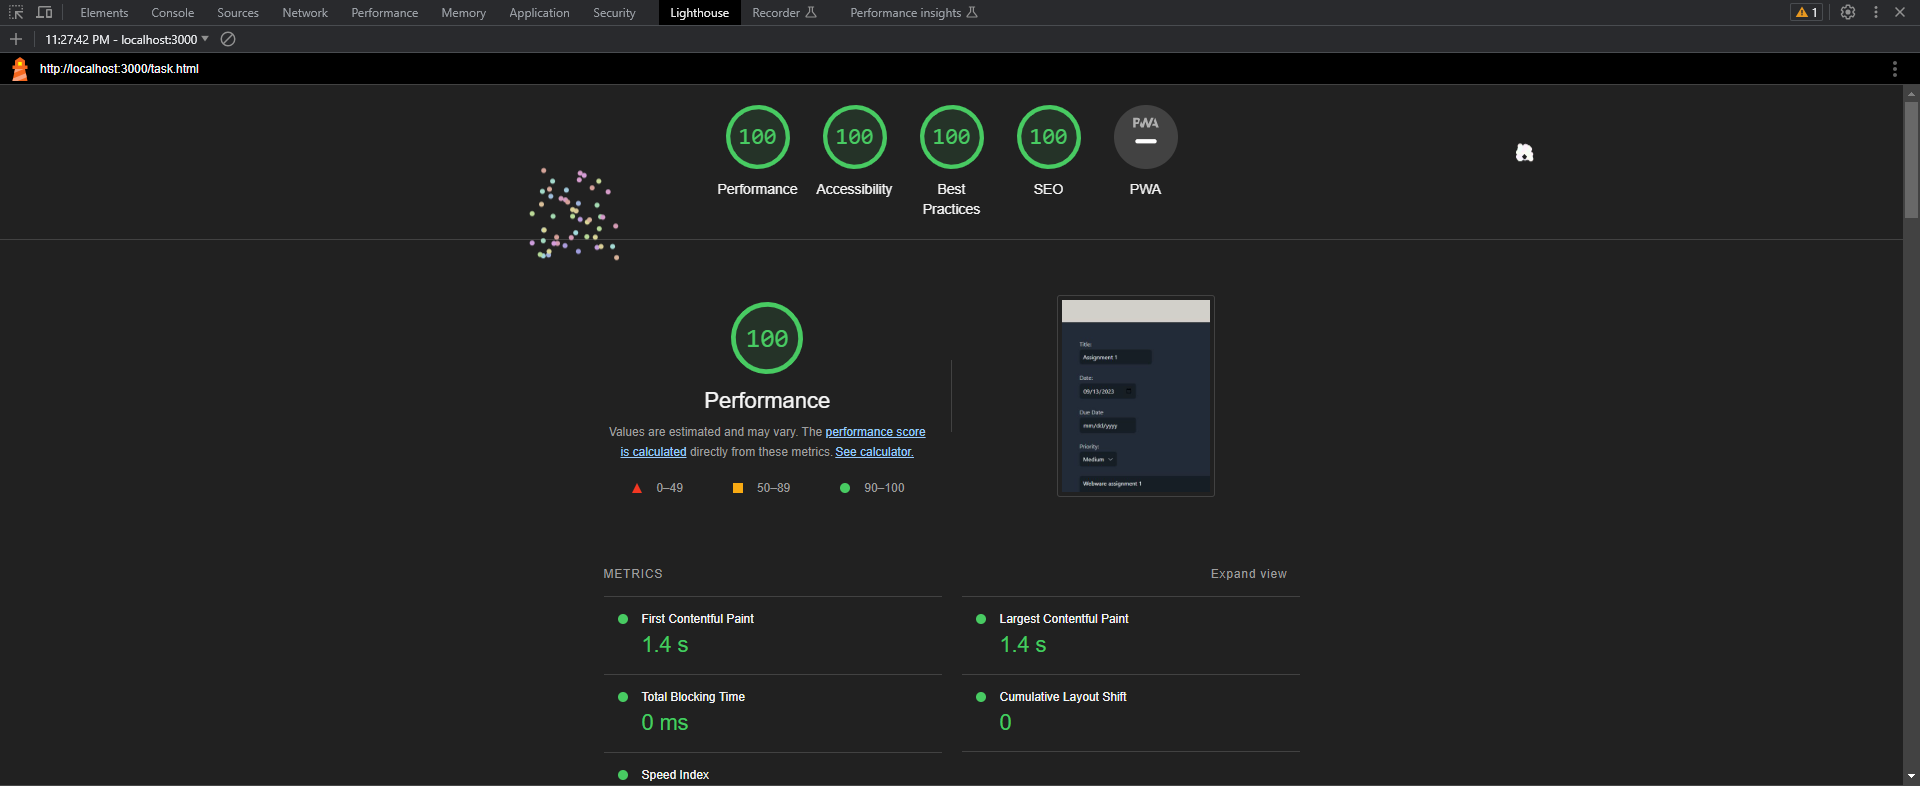 Elements Console Sources Network Performance Memory Application Security Lighthouse Recorder Performance insights 1
11:27:42 PM - localhost:3000
http://localhost:3000/task.html
100 100 100 100 PWA
Performance Accessibility Best Practices SEO PWA
100
Performance
Values are estimated and may vary. The performance score
is calculated directly from these metrics. See calculator.
0–49 50–89 90–100
Title:
Assignment 1
Date:
09/13/2023
Due Date
mm/dd/yyyy
Priority:
Medium
Webware assignment 1
METRICS Expand view
First Contentful Paint
1.4 s
Largest Contentful Paint
1.4 s
Total Blocking Time
0 ms
Cumulative Layout Shift
0
Speed Index